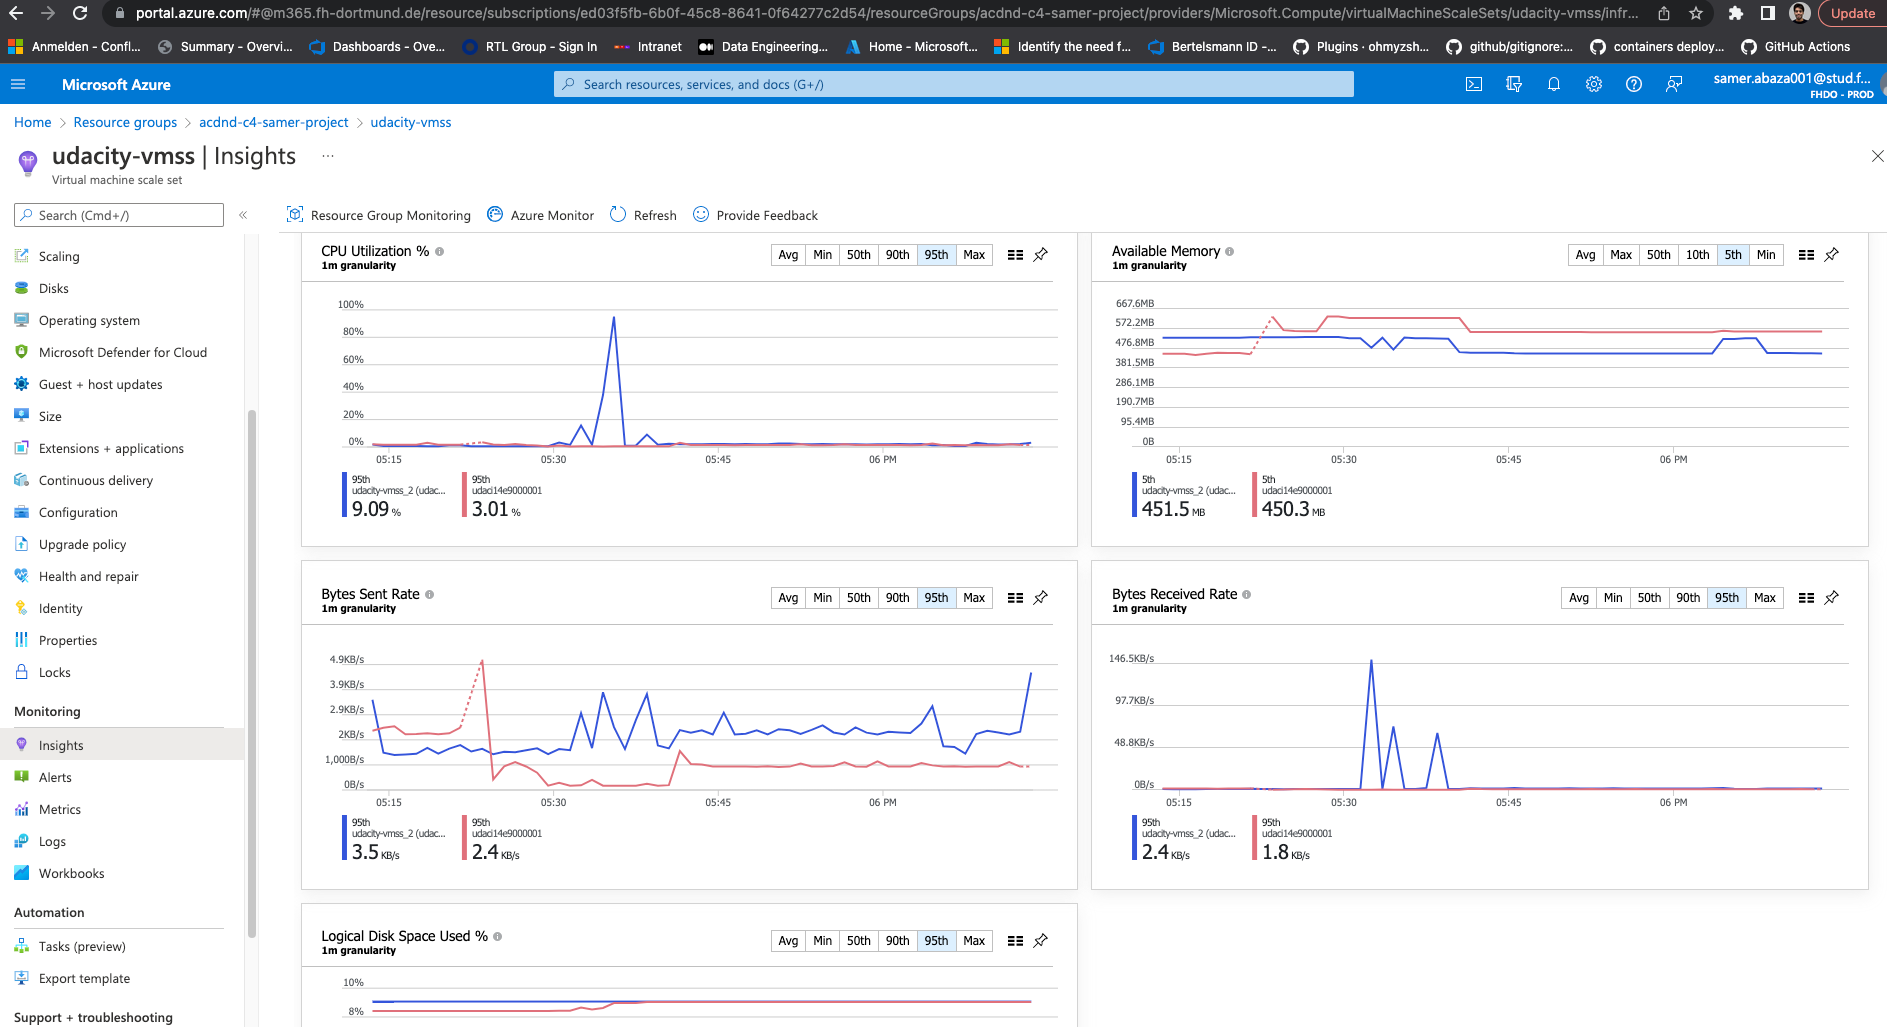 portal.azure.com/#@m365.fh-dortmund.de/resource/subscriptions/ed03f5fb-6b0f-45c8-8641-0f64277c2d54/resourceGroups/acdnd-c4-samer-project/providers/Microsoft.Compute/virtualMachineScaleSets/udacity-vmss/infr...
Update
Anmelden - Confl... Summary - Overvi... Dashboards - Ove... RTL Group - Sign In Intranet Data Engineering,... Home - Microsoft... Identify the need f... Bertelsmann ID -... Plugins · ohmyzsh... github/gitignore:... containers deploy,... GitHub Actions
Microsoft Azure
Search resources, services, and docs (G+/)
samer.abaza001@stud.f...
FHDO - PROD
Home > Resource groups > acdnd-c4-samer-project > udacity-vmss
udacity-vmss | Insights ...
Virtual machine scale set
Search (Cmd+/)
«
Resource Group Monitoring
Azure Monitor
Refresh
Provide Feedback
Scaling
Disks
Operating system
Microsoft Defender for Cloud
Guest + host updates
Size
Extensions + applications
Continuous delivery
Configuration
Upgrade policy
Health and repair
Identity
Properties
Locks
Monitoring
Insights
Alerts
Metrics
Logs
Workbooks
Automation
Tasks (preview)
Export template
Support + troubleshooting
CPU Utilization %
1m granularity
Avg Min 50th 90th 95th Max
100%
80%
60%
40%
20%
0%
05:15 05:30 05:45 06 PM
95th
udacity-vmss_2 (udac...
9.09 %
95th
udaci14e9000001
3.01 %
Available Memory
1m granularity
Avg Max 50th 10th 5th Min
667.6MB
572.2MB
476.8MB
381.5MB
286.1MB
190.7MB
95.4MB
0B
05:15 05:30 05:45 06 PM
5th
udacity-vmss_2 (udac...
451.5 MB
5th
udaci14e9000001
450.3 MB
Bytes Sent Rate
1m granularity
Avg Min 50th 90th 95th Max
4.9KB/s
3.9KB/s
2.9KB/s
2KB/s
1,000B/s
0B/s
05:15 05:30 05:45 06 PM
95th
udacity-vmss_2 (udac...
3.5 KB/s
95th
udaci14e9000001
2.4 KB/s
Bytes Received Rate
1m granularity
Avg Min 50th 90th 95th Max
146.5KB/s
97.7KB/s
48.8KB/s
0B/s
05:15 05:30 05:45 06 PM
95th
udacity-vmss_2 (udac...
2.4 KB/s
95th
udaci14e9000001
1.8 KB/s
Logical Disk Space Used %
1m granularity
Avg Min 50th 90th 95th Max
10%
8%